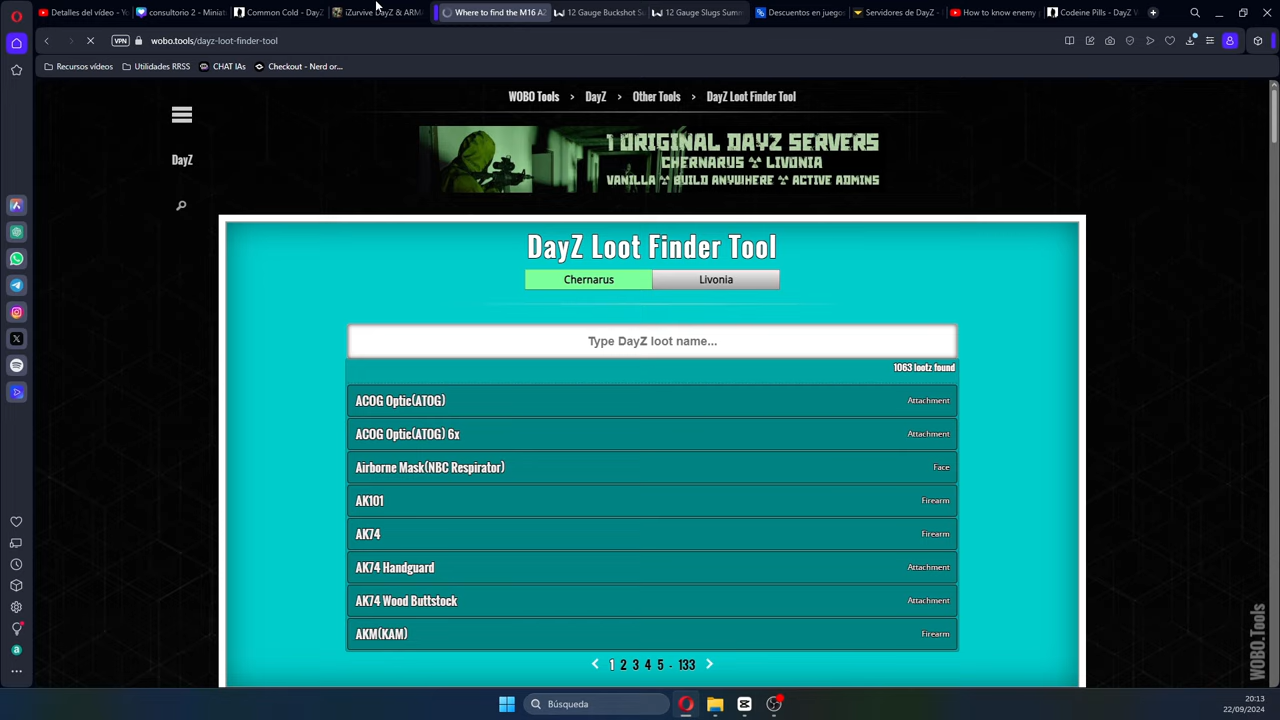 Detalles del vídeo - Yo
consultorio 2 - Miniat
Common Cold - DayZ
iZurvive DayZ & ARM
Where to find the M16 A2
12 Gauge Buckshot Su
12 Gauge Slugs Summ
Descuentos en juegos
Servidores de DayZ -
How to know enemy p
Codeine Pills - DayZ W
VPN
wobo.tools/dayz-loot-finder-tool
Recursos vídeos
Utilidades RRSS
CHAT IAs
Checkout - Nerd or...
WOBO Tools > DayZ > Other Tools > DayZ Loot Finder Tool
DayZ
1 ORIGINAL DAYZ SERVERS
CHERNARUS ☢ LIVONIA
VANILLA ☢ BUILD ANYWHERE ☢ ACTIVE ADMINS
DayZ Loot Finder Tool
Chernarus
Livonia
Type DayZ loot name...
1063 lootz found
ACOG Optic(ATOG) Attachment
ACOG Optic(ATOG) 6x Attachment
Airborne Mask(NBC Respirator) Face
AK101 Firearm
AK74 Firearm
AK74 Handguard Attachment
AK74 Wood Buttstock Attachment
AKM(KAM) Firearm
1 2 3 4 5 - 133
WOBO.Tools
Búsqueda
20:13
22/09/2024